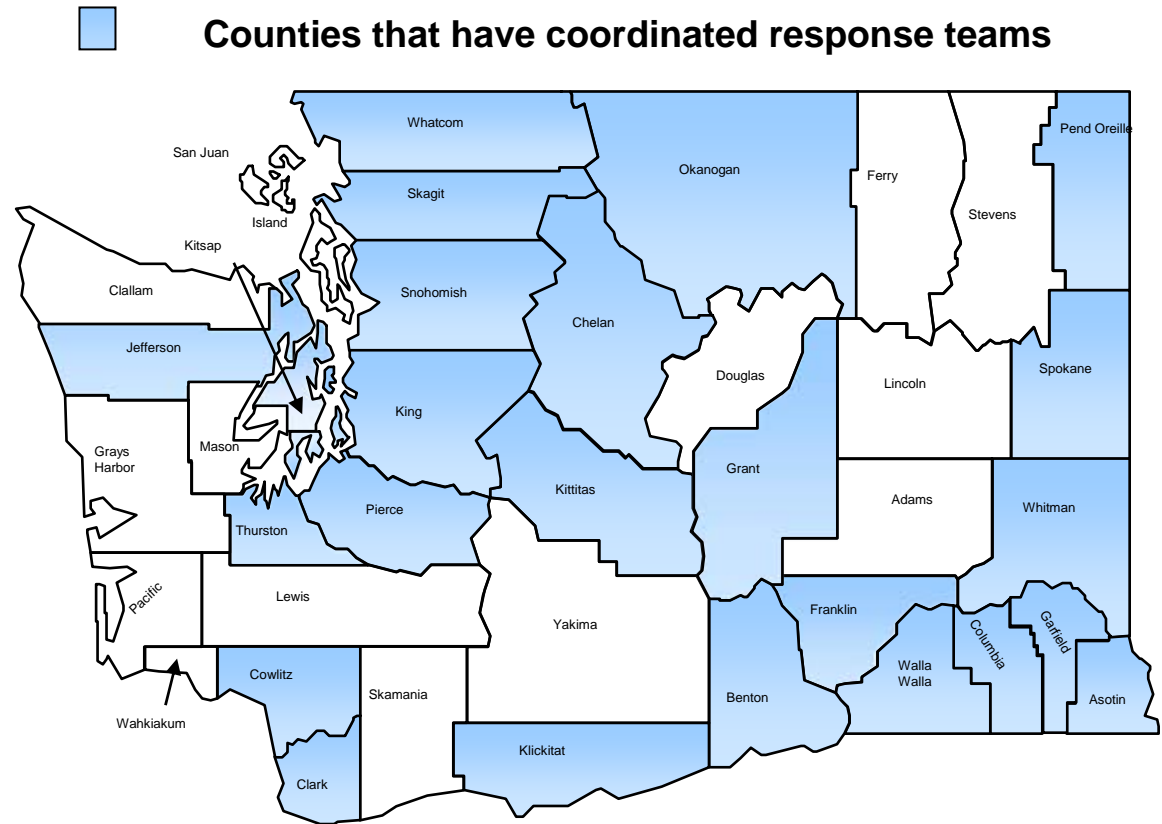 Counties that have coordinated response teams
Whatcom
Pend Oreille
San Juan
Okanogan
Ferry
Skagit
Stevens
Island
Kitsap
Clallam
Snohomish
Chelan
Jefferson
Spokane
Douglas
Lincoln
King
Mason
Grays
Harbor
Grant
Kittitas
Adams
Pierce
Whitman
Thurston
Pacific
Lewis
Yakima
Franklin
Columbia
Garfield
Walla
Walla
Cowlitz
Skamania
Benton
Asotin
Wahkiakum
Klickitat
Clark